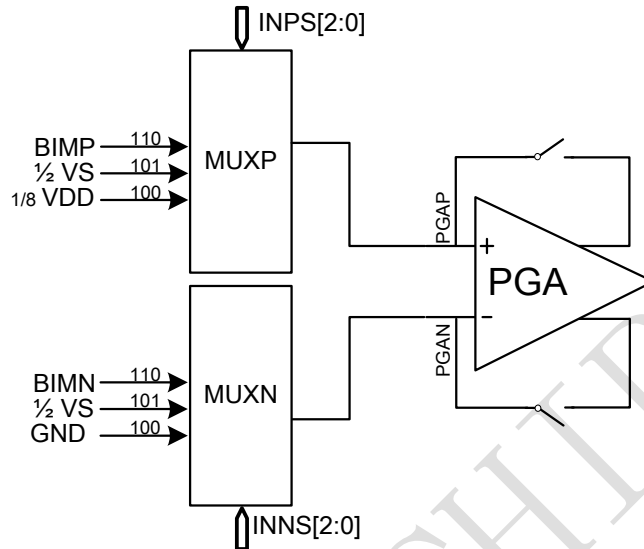 INPS[2:0]
BIMP 110
½ VS 101
1/8 VDD 100
MUXP
PGAP
+
PGA
-
PGAN
BIMN 110
½ VS 101
GND 100
MUXN
INNS[2:0]